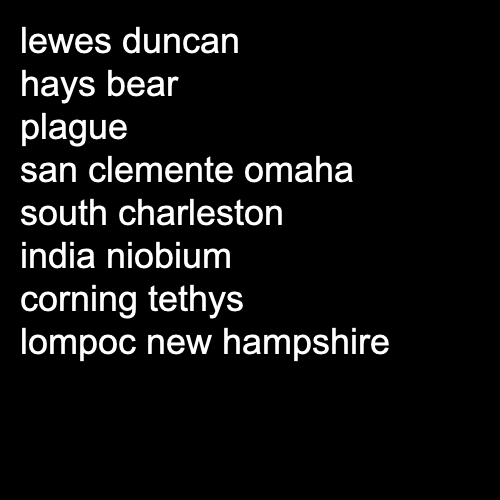 lewes duncan
hays bear
plague
san clemente omaha
south charleston
india niobium
corning tethys
lompoc new hampshire